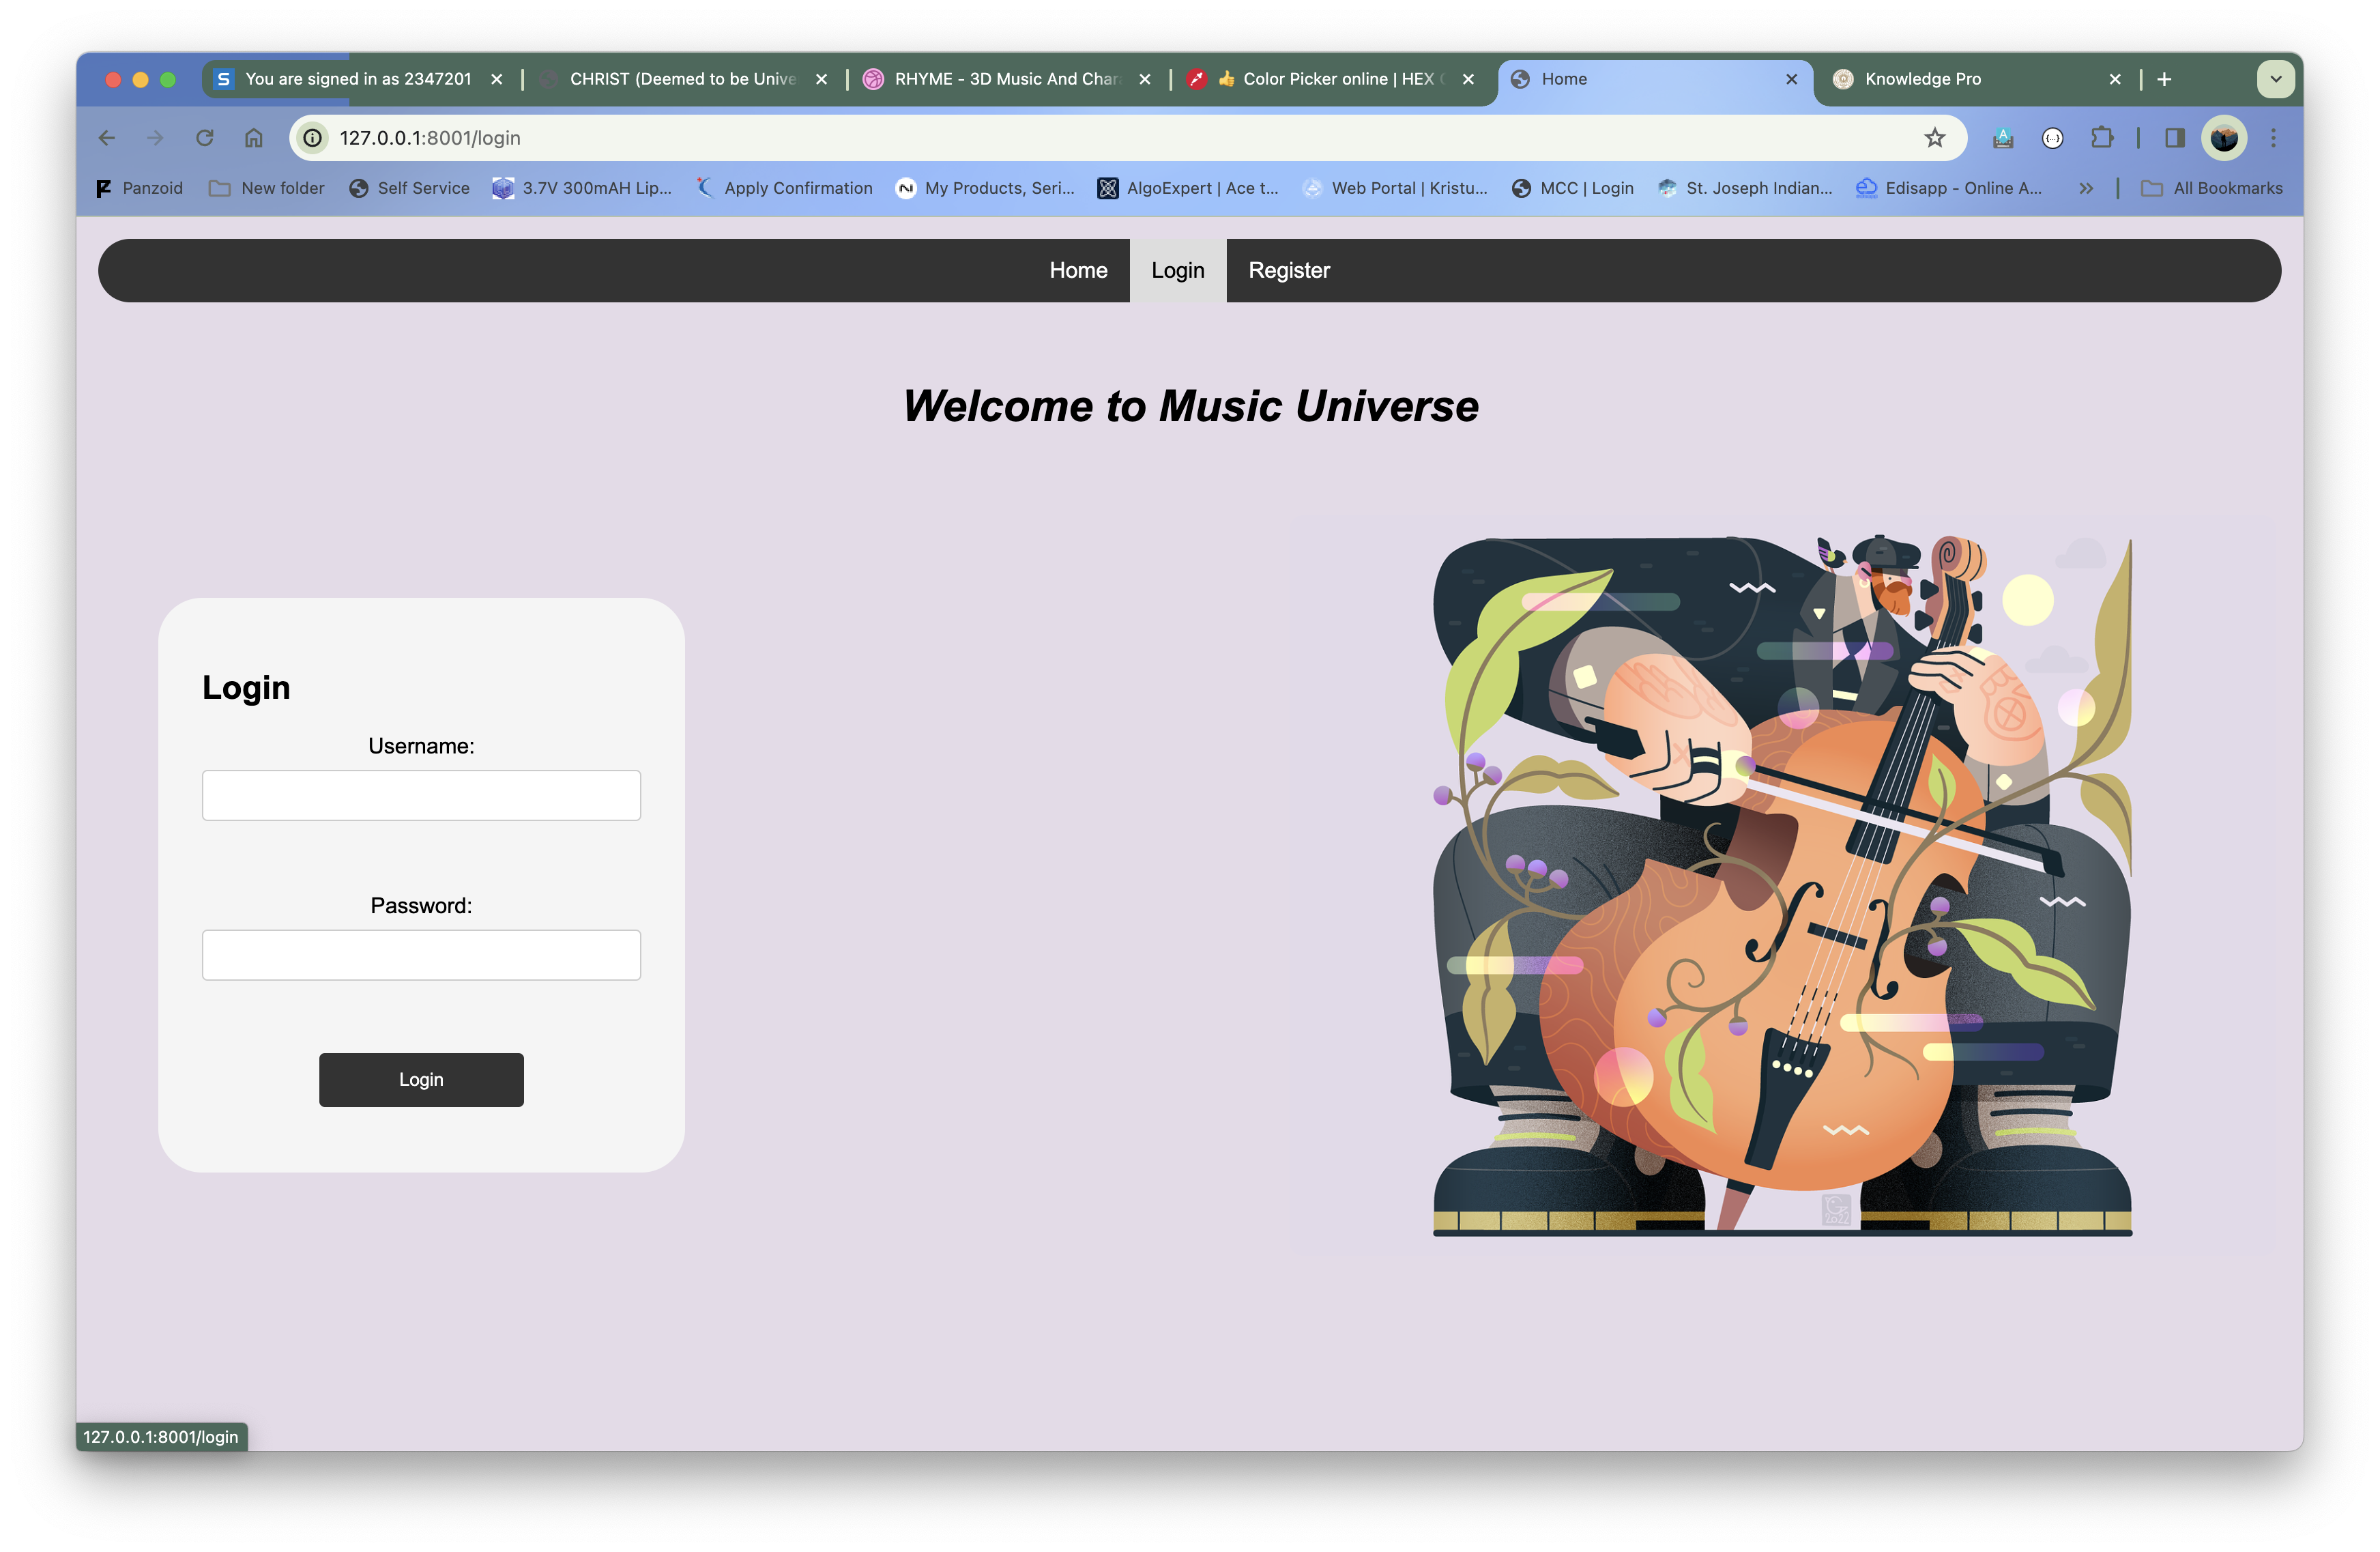 You are signed in as 2347201
CHRIST (Deemed to be Unive
RHYME - 3D Music And Char
Color Picker online | HEX C
Home
Knowledge Pro
127.0.0.1:8001/login
Panzoid
New folder
Self Service
3.7V 300mAH Lip...
Apply Confirmation
My Products, Seri...
AlgoExpert | Ace t...
Web Portal | Kristu...
MCC | Login
St. Joseph Indian...
Edisapp - Online A...
All Bookmarks
Home
Login
Register
Welcome to Music Universe
Login
Username:
Password:
Login
2022
127.0.0.1:8001/login